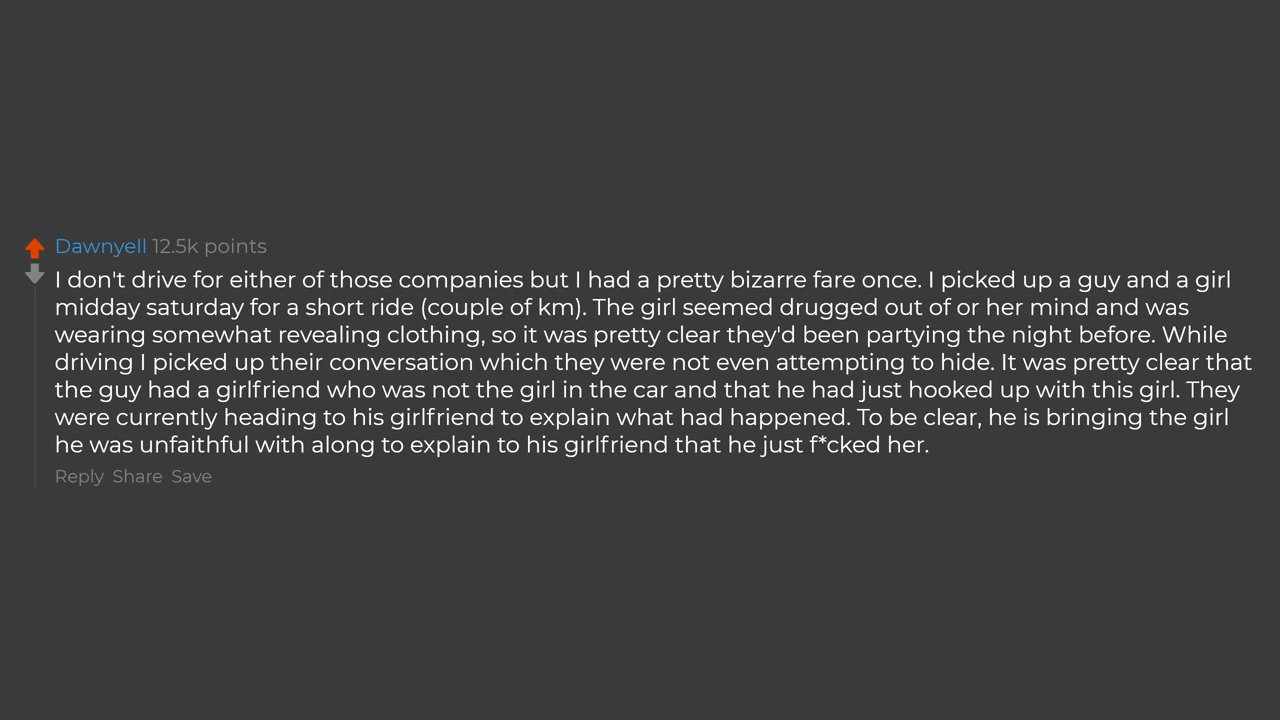 Dawnyell 12.5k points
I don't drive for either of those companies but I had a pretty bizarre fare once. I picked up a guy and a girl
midday saturday for a short ride (couple of km). The girl seemed drugged out of or her mind and was
wearing somewhat revealing clothing, so it was pretty clear they'd been partying the night before. While
driving I picked up their conversation which they were not even attempting to hide. It was pretty clear that
the guy had a girlfriend who was not the girl in the car and that he had just hooked up with this girl. They
were currently heading to his girlfriend to explain what had happened. To be clear, he is bringing the girl
he was unfaithful with along to explain to his girlfriend that he just f*cked her.
Reply Share Save